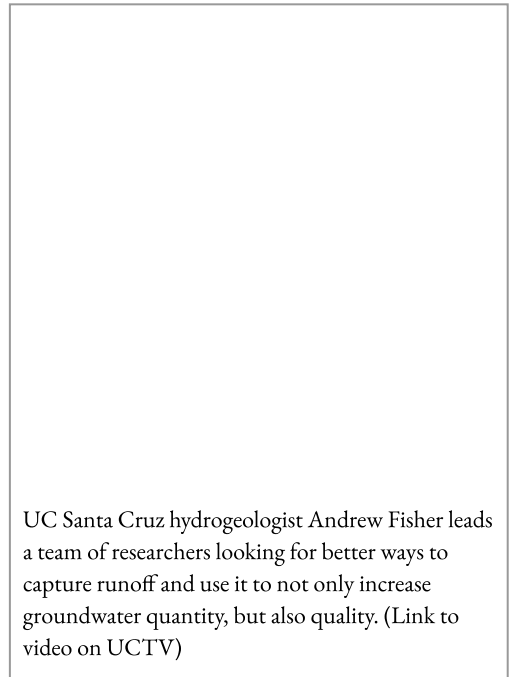 UC Santa Cruz hydrogeologist Andrew Fisher leads
a team of researchers looking for better ways to
capture runoff and use it to not only increase
groundwater quantity, but also quality. (Link to
video on UCTV)